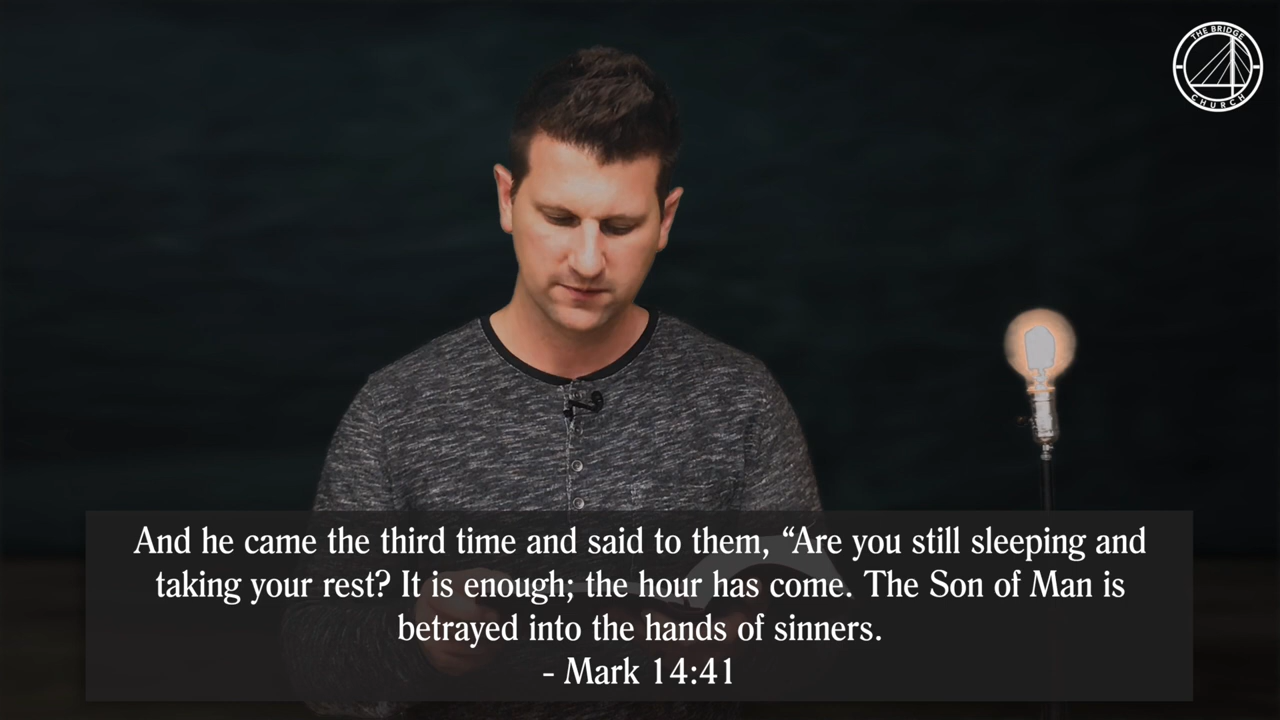 THE BRIDGE
CHURCH
And he came the third time and said to them, “Are you still sleeping and
taking your rest? It is enough; the hour has come. The Son of Man is
betrayed into the hands of sinners.
- Mark 14:41